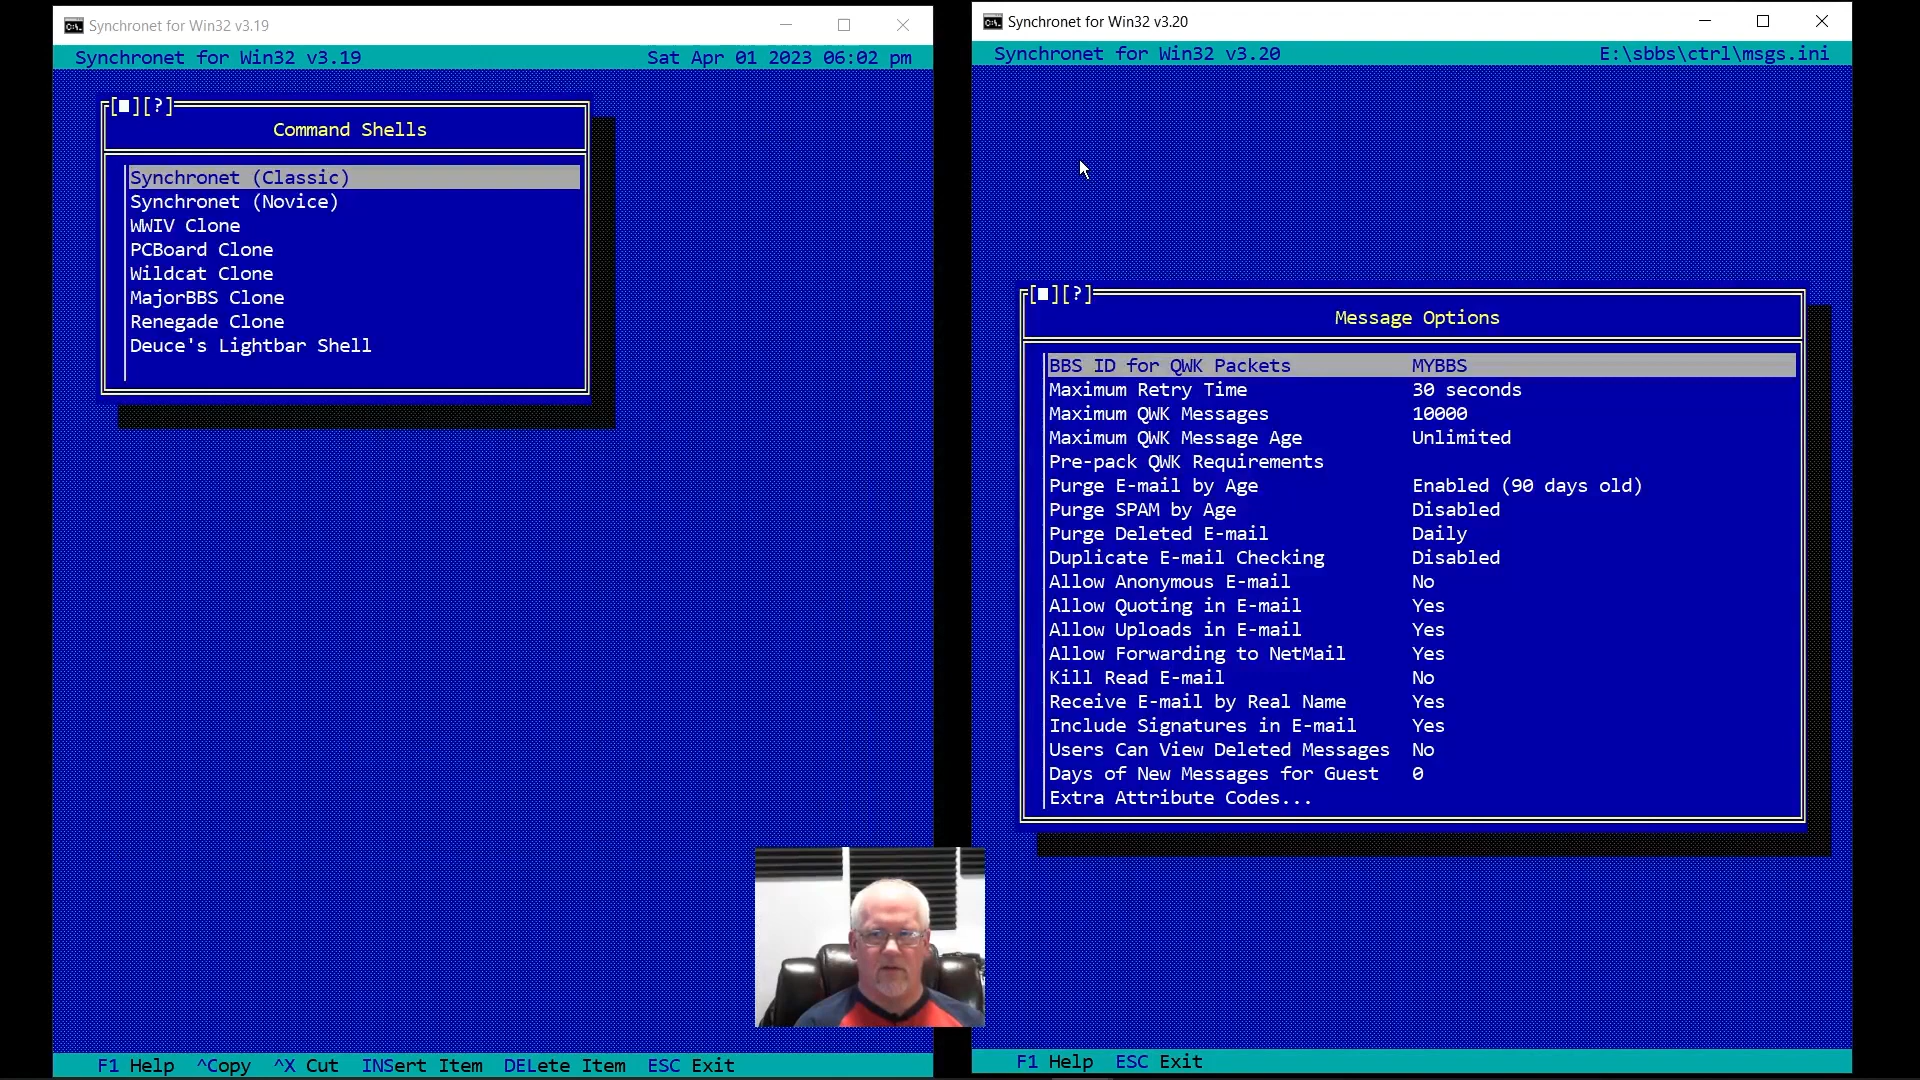 Synchronet for Win32 v3.19
Synchronet for Win32 v3.19 Sat Apr 01 2023 06:02 pm
[■][?]
Command Shells
Synchronet (Classic)
Synchronet (Novice)
WWIV Clone
PCBoard Clone
Wildcat Clone
MajorBBS Clone
Renegade Clone
Deuce's Lightbar Shell
F1 Help ^Copy ^X Cut INSert Item DELete Item ESC Exit
Synchronet for Win32 v3.20
Synchronet for Win32 v3.20 E:\sbbs\ctrl\msgs.ini
[■][?]
Message Options
BBS ID for QWK Packets MYBBS
Maximum Retry Time 30 seconds
Maximum QWK Messages 10000
Maximum QWK Message Age Unlimited
Pre-pack QWK Requirements
Purge E-mail by Age Enabled (90 days old)
Purge SPAM by Age Disabled
Purge Deleted E-mail Daily
Duplicate E-mail Checking Disabled
Allow Anonymous E-mail No
Allow Quoting in E-mail Yes
Allow Uploads in E-mail Yes
Allow Forwarding to NetMail Yes
Kill Read E-mail No
Receive E-mail by Real Name Yes
Include Signatures in E-mail Yes
Users Can View Deleted Messages No
Days of New Messages for Guest 0
Extra Attribute Codes...
F1 Help ESC Exit